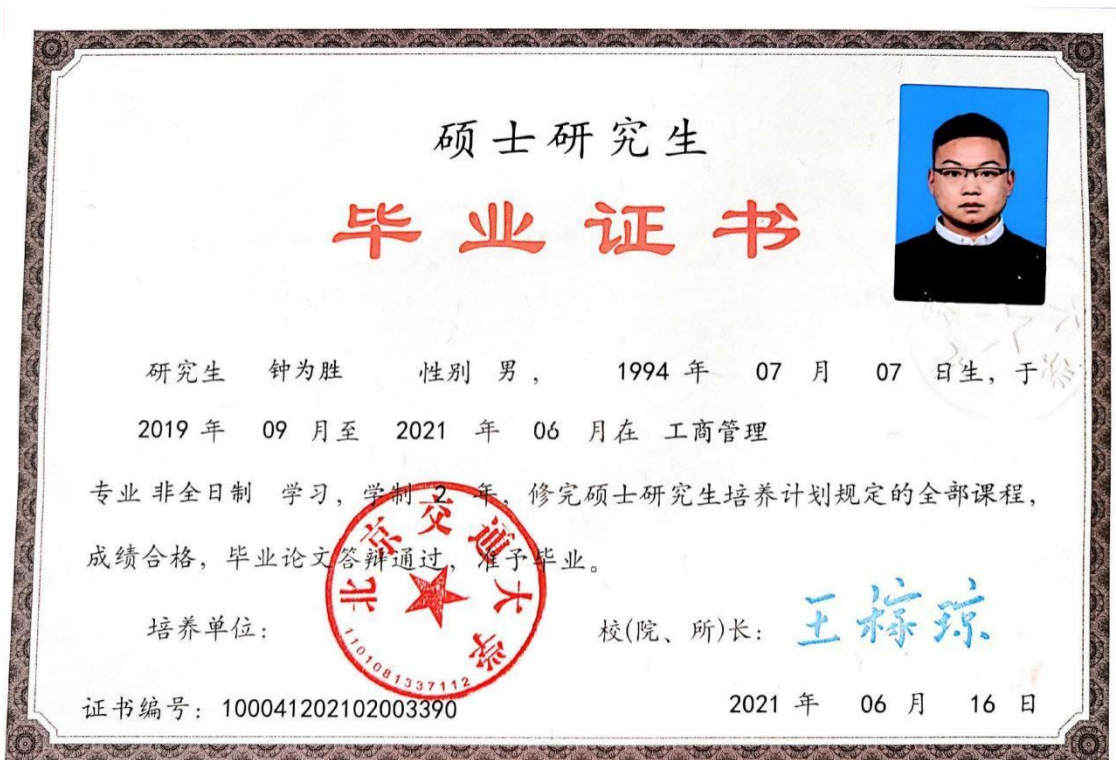 硕士研究生
毕业证书
研究生 钟为胜 性别 男, 1994 年 07 月 07 日生, 于
2019 年 09 月至 2021 年 06 月在 工商管理
专业 非全日制 学习, 学制 2 年, 修完硕士研究生培养计划规定的全部课程,
成绩合格, 毕业论文答辩通过, 准予毕业。
培养单位:
北京交通大学
1101081337112
校(院、所)长: 王稼琼
证书编号: 100041202102003390
2021 年 06 月 16 日